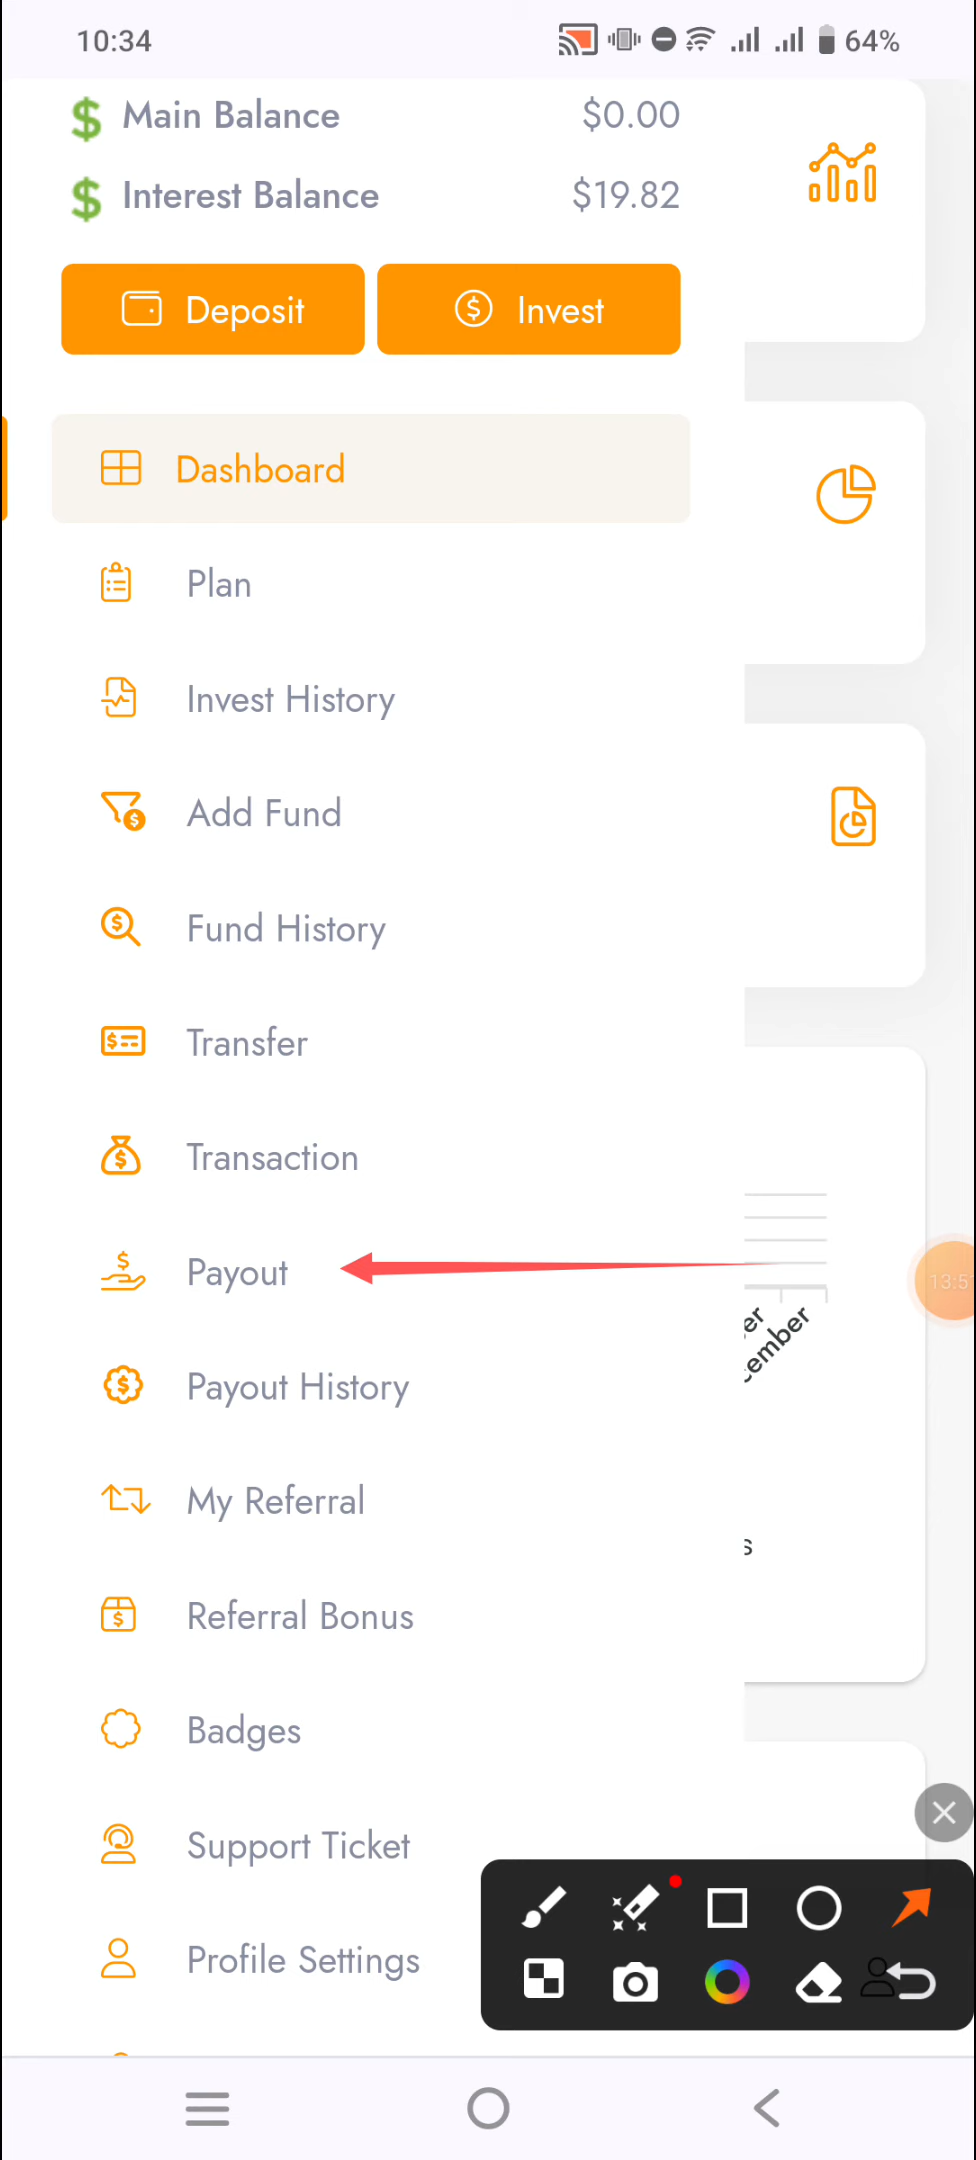 10:34
64%
Main Balance $0.00
Interest Balance $19.82
Deposit Invest
Dashboard
Plan
Invest History
Add Fund
Fund History
Transfer
Transaction
Payout
Payout History
My Referral
Referral Bonus
Badges
Support Ticket
Profile Settings